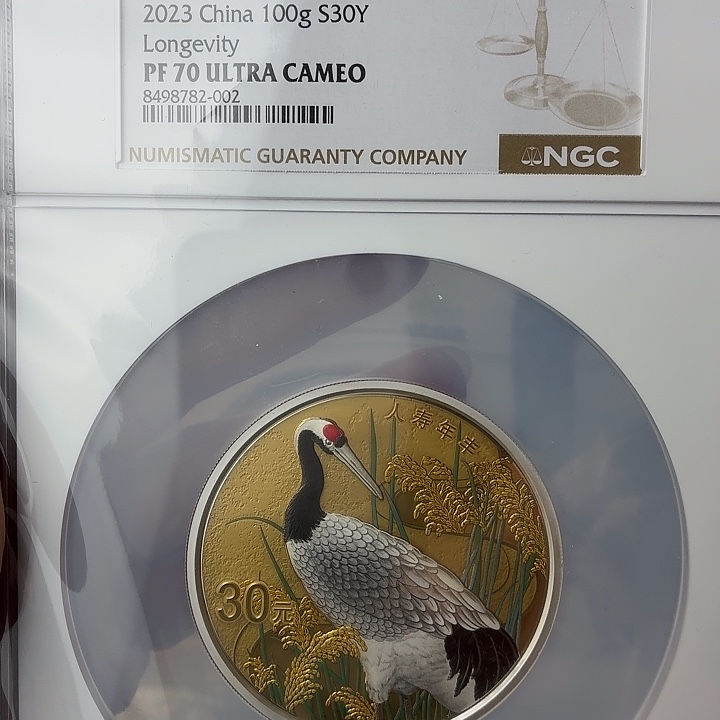 2023 China 100g S30Y
Longevity
PF 70 ULTRA CAMEO
8498782-002
NUMISMATIC GUARANTY COMPANY
NGC
人寿年丰
30元